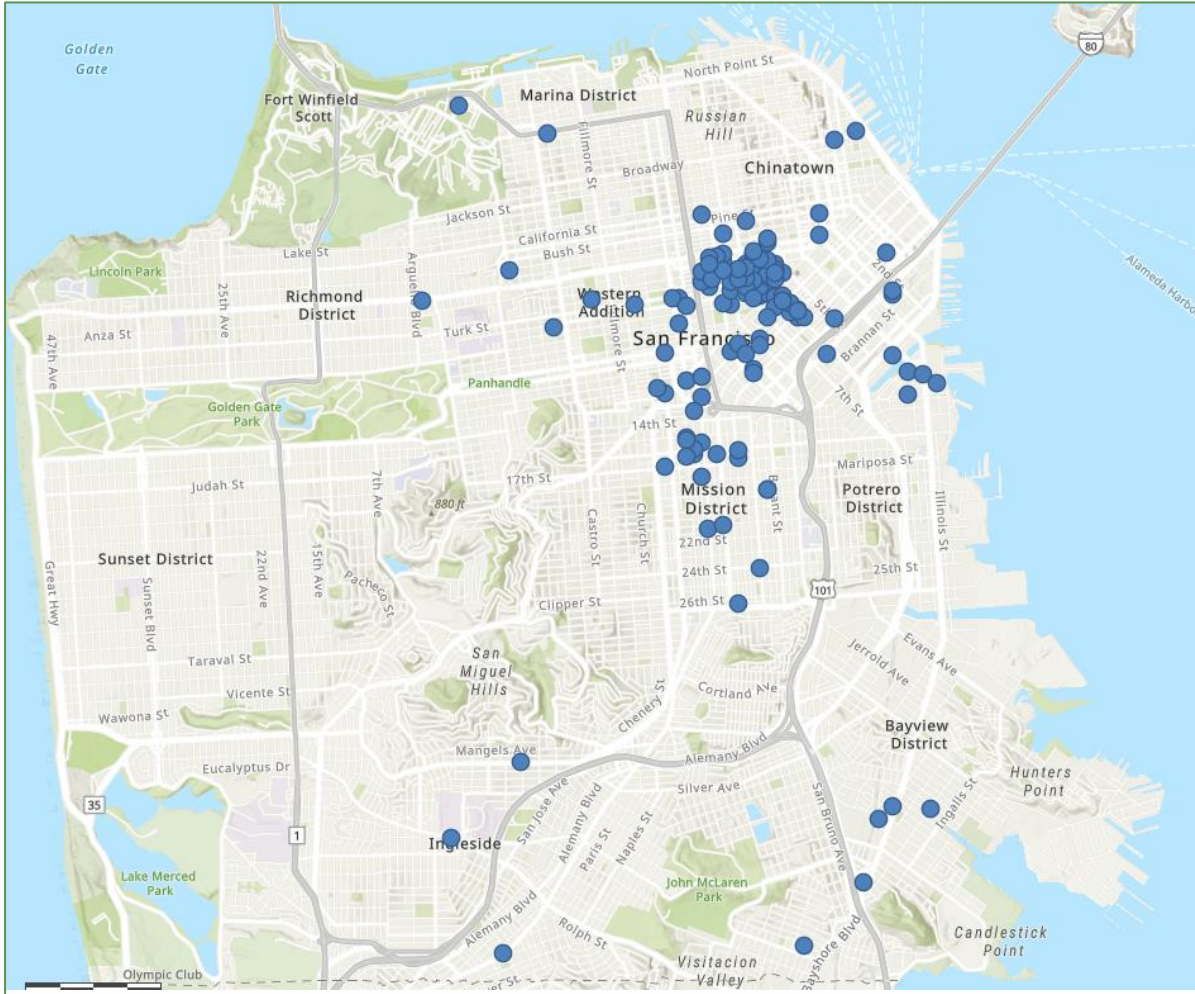 Golden
Gate
80
North Point St
Marina District
Fort Winfield
Scott
Russian
Hill
Fillmore St
Broadway
Chinatown
Jackson St
Pine
California St
Bush St
Lake St
Lincoln Park
25th Ave
Arguello Blvd
Richmond
District
Western
Addition
2nd
Alameda Harbo
Anza St
Turk St
Fillmore St
5th
San Francisco
Brannan St
47th Ave
Panhandle
7th St
Golden Gate
Park
14th St
Judah St
7th Ave
880 ft
17th St
Mariposa St
Mission
District
Bryant St
Potrero
District
Illinois St
Castro St
Church St
22nd St
Sunset District
Great Hwy
Sunset Blvd
22nd Ave
15th Ave
Pacheco St
24th St
25th St
Clipper St
26th St
101
Taraval St
San
Miguel
Hills
Evans Ave
Jerrold Ave
Vicente St
Cortland Ave
Chenery St
Wawona St
Bayview
District
Mangels Ave
Alemany Blvd
Eucalyptus Dr
Silver Ave
Hunters
Point
35
1
San Jose Ave
Alemany Blvd
Paris St
Naples St
San Bruno Ave
Ingalls St
Ingleside
Lake Merced
Park
John McLaren
Park
Alemany Blvd
Rolph St
Bayshore Blvd
Candlestick
Point
Visitacion
Valley
Olympic Club